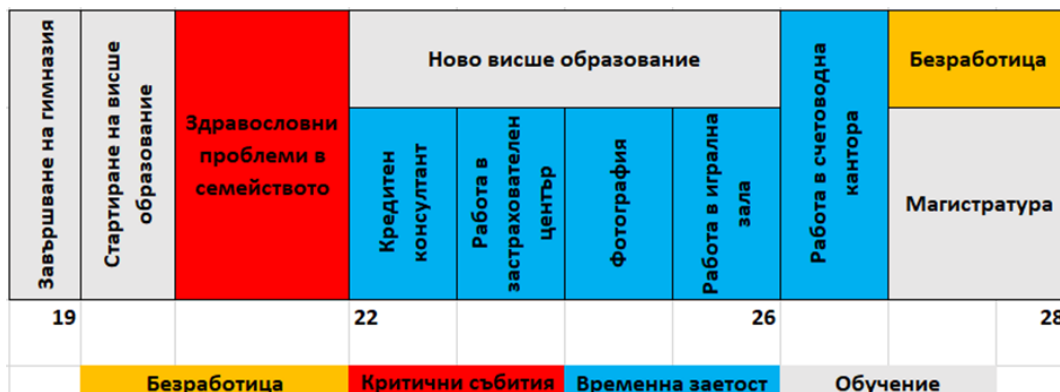 Завършване на гимназия
Стартиране на висше
образование
Здравословни
проблеми в
семейството
Ново висше образование
Кредитен
консултант
Работа в
застрахователен
център
Фотография
Работа в игрална
зала
Работа в счетоводна
кантора
Безработица
Магистратура
19
22
26
28
Безработица
Критични събития
Временна заетост
Обучение